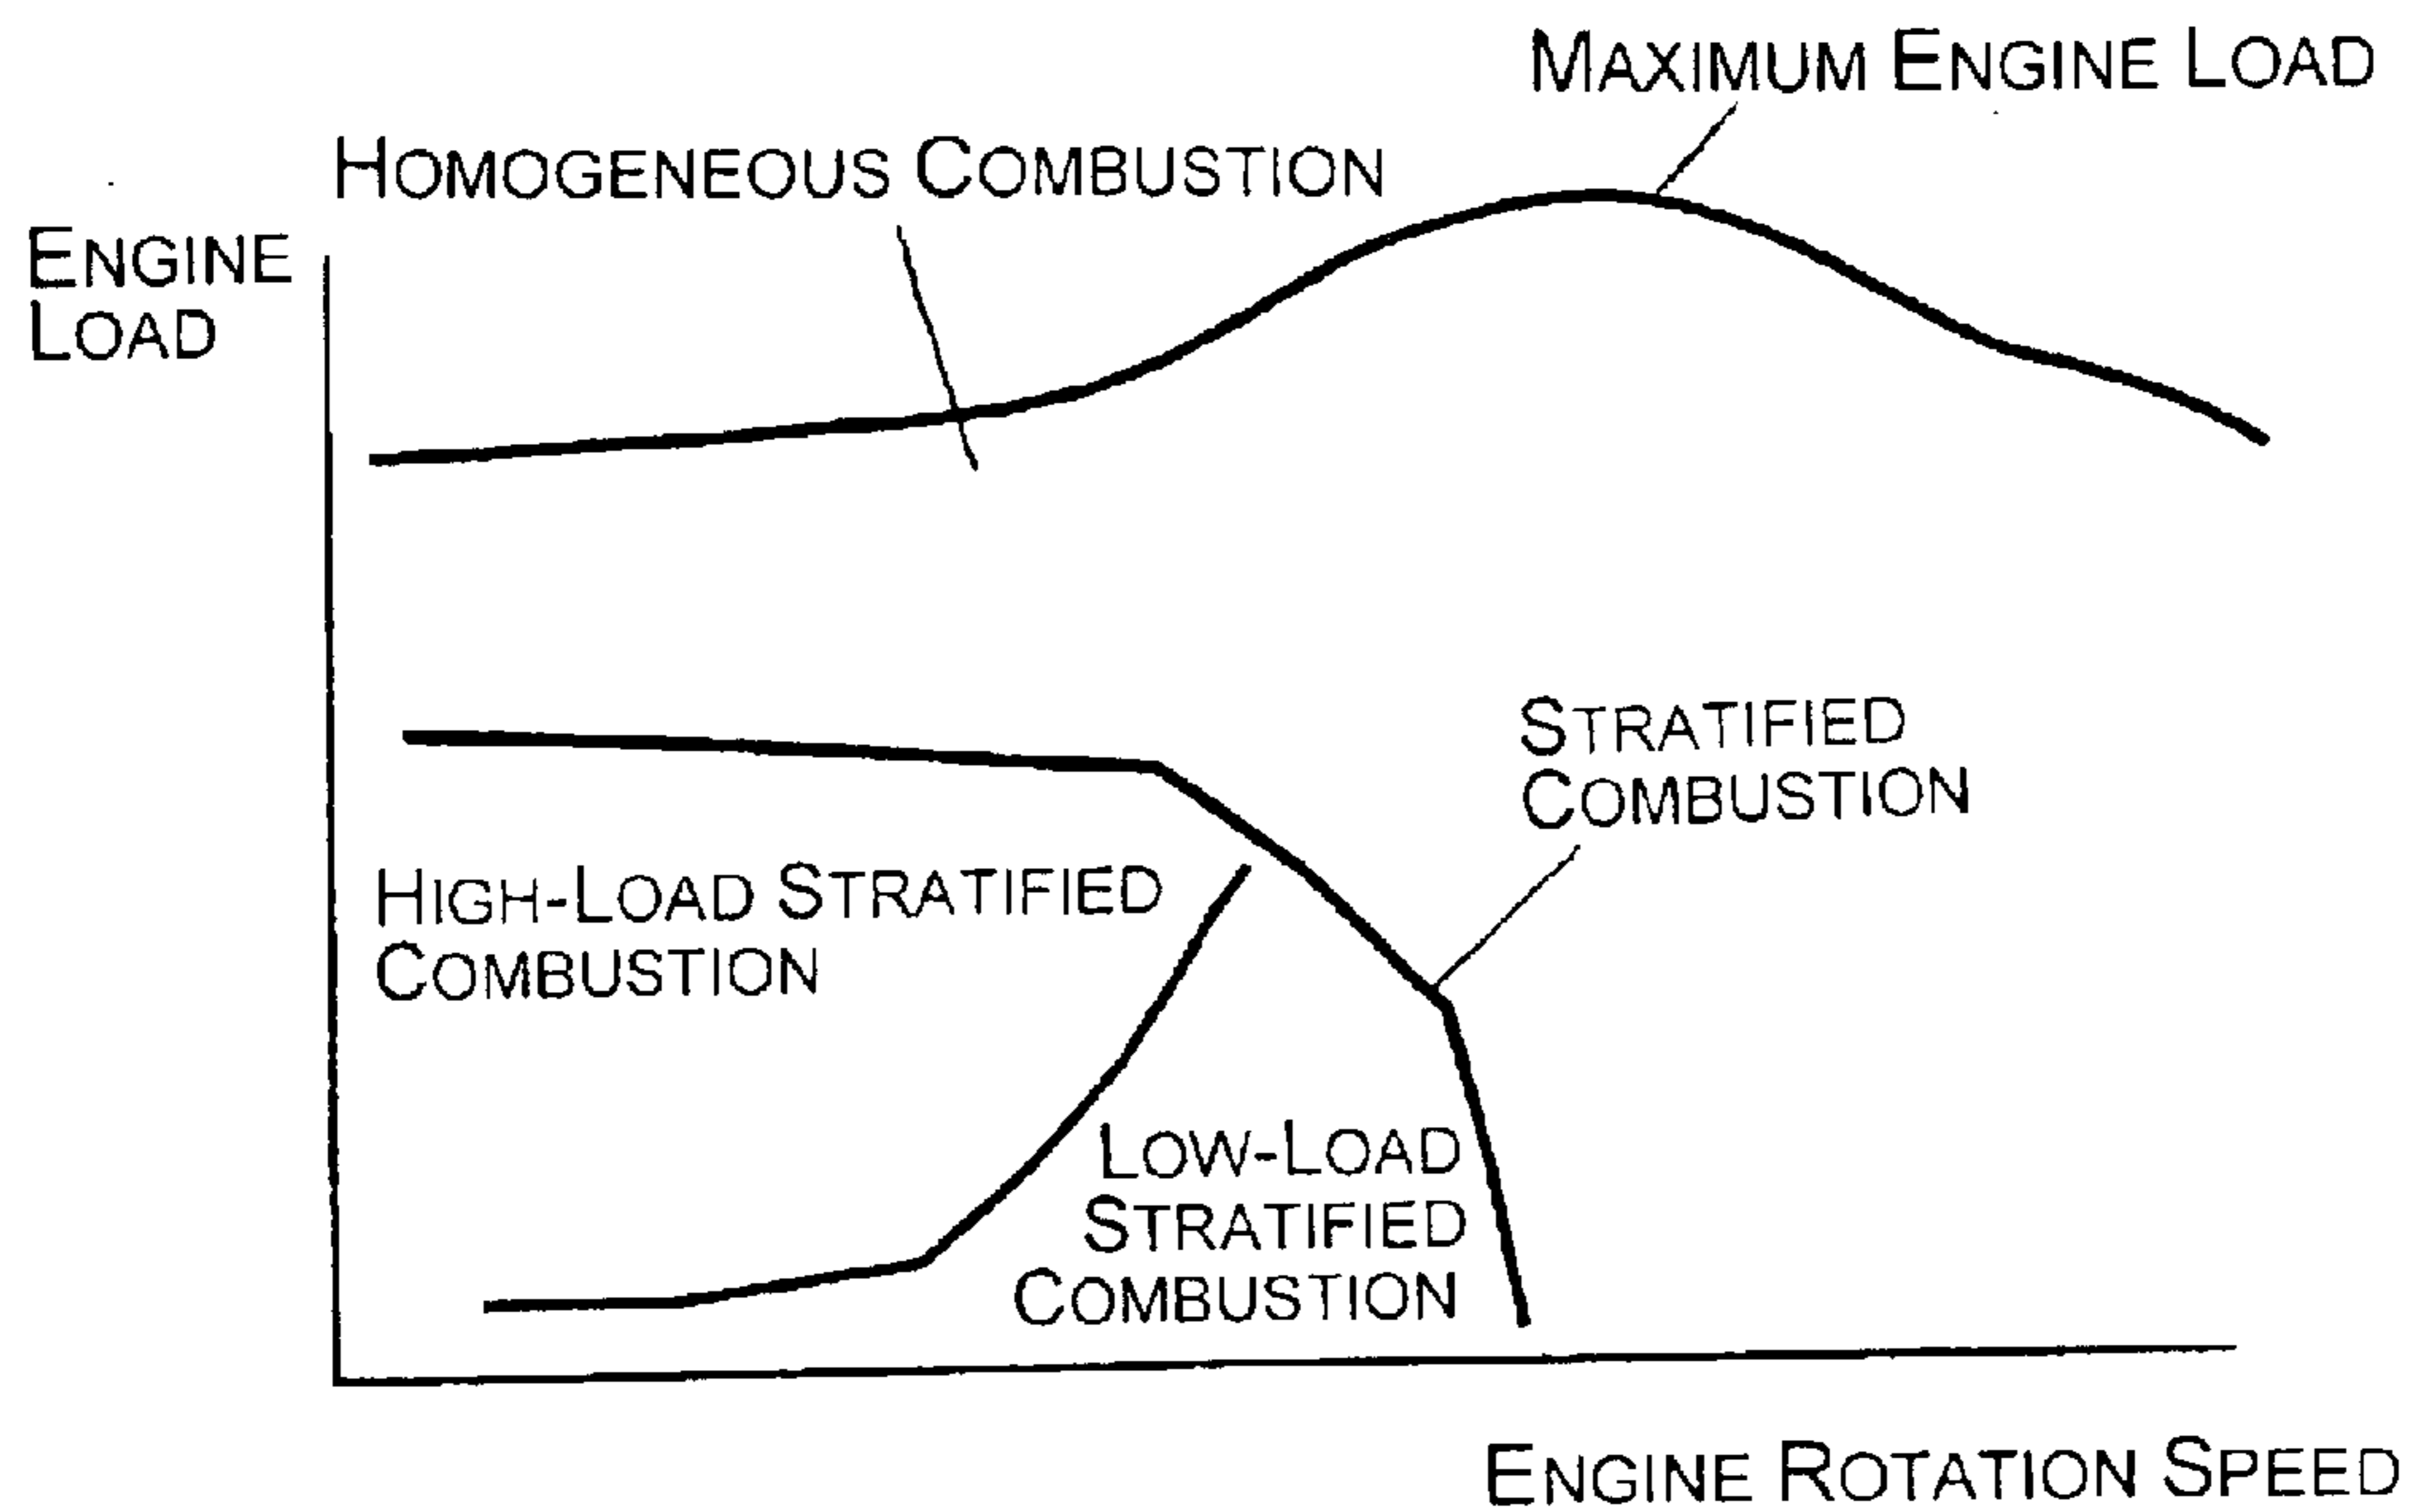 MAXIMUM ENGINE LOAD
HOMOGENEOUS COMBUSTION
ENGINE
LOAD
STRATIFIED
COMBUSTION
HIGH-LOAD STRATIFIED
COMBUSTION
LOW-LOAD
STRATIFIED
COMBUSTION
ENGINE ROTATION SPEED